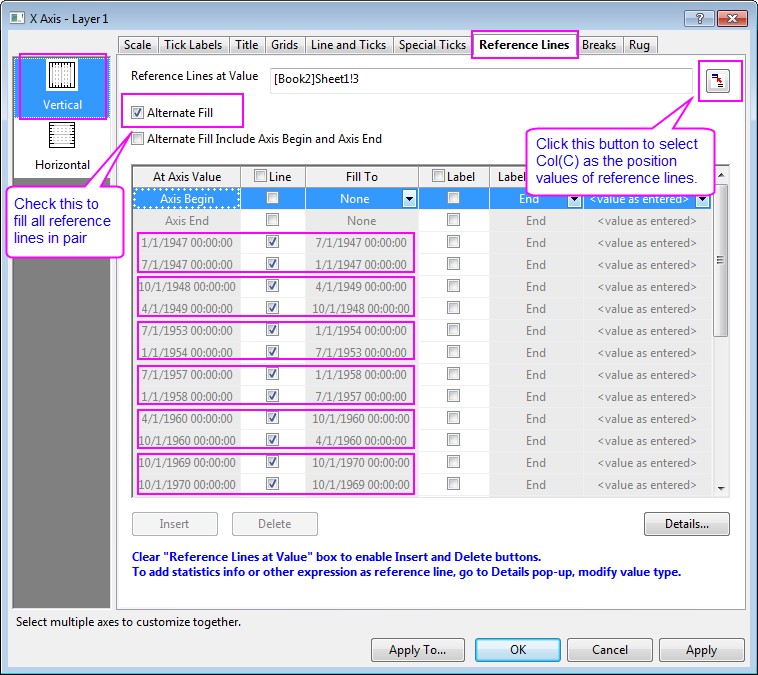 X Axis - Layer1
Scale Tick Labels Title Grids Line and Ticks Special Ticks Reference Lines Breaks Rug
Vertical
Horizontal
Reference Lines at Value [Book2]Sheet1!3
Alternate Fill
Alternate Fill Include Axis Begin and Axis End
Click this button to select
Col(C) as the position
values of reference lines.
Check this to
fill all reference
lines in pair
At Axis Value Line Fill To Label Label
Axis Begin None End <value as entered>
Axis End None End <value as entered>
1/1/1947 00:00:00 7/1/1947 00:00:00 End <value as entered>
7/1/1947 00:00:00 1/1/1947 00:00:00 End <value as entered>
10/1/1948 00:00:00 4/1/1949 00:00:00 End <value as entered>
4/1/1949 00:00:00 10/1/1948 00:00:00 End <value as entered>
7/1/1953 00:00:00 1/1/1954 00:00:00 End <value as entered>
1/1/1954 00:00:00 7/1/1953 00:00:00 End <value as entered>
7/1/1957 00:00:00 1/1/1958 00:00:00 End <value as entered>
1/1/1958 00:00:00 7/1/1957 00:00:00 End <value as entered>
4/1/1960 00:00:00 10/1/1960 00:00:00 End <value as entered>
10/1/1960 00:00:00 4/1/1960 00:00:00 End <value as entered>
10/1/1969 00:00:00 10/1/1970 00:00:00 End <value as entered>
10/1/1970 00:00:00 10/1/1969 00:00:00 End <value as entered>
Insert Delete Details...
Clear "Reference Lines at Value" box to enable Insert and Delete buttons.
To add statistics info or other expression as reference line, go to Details pop-up, modify value type.
Select multiple axes to customize together.
Apply To... OK Cancel Apply